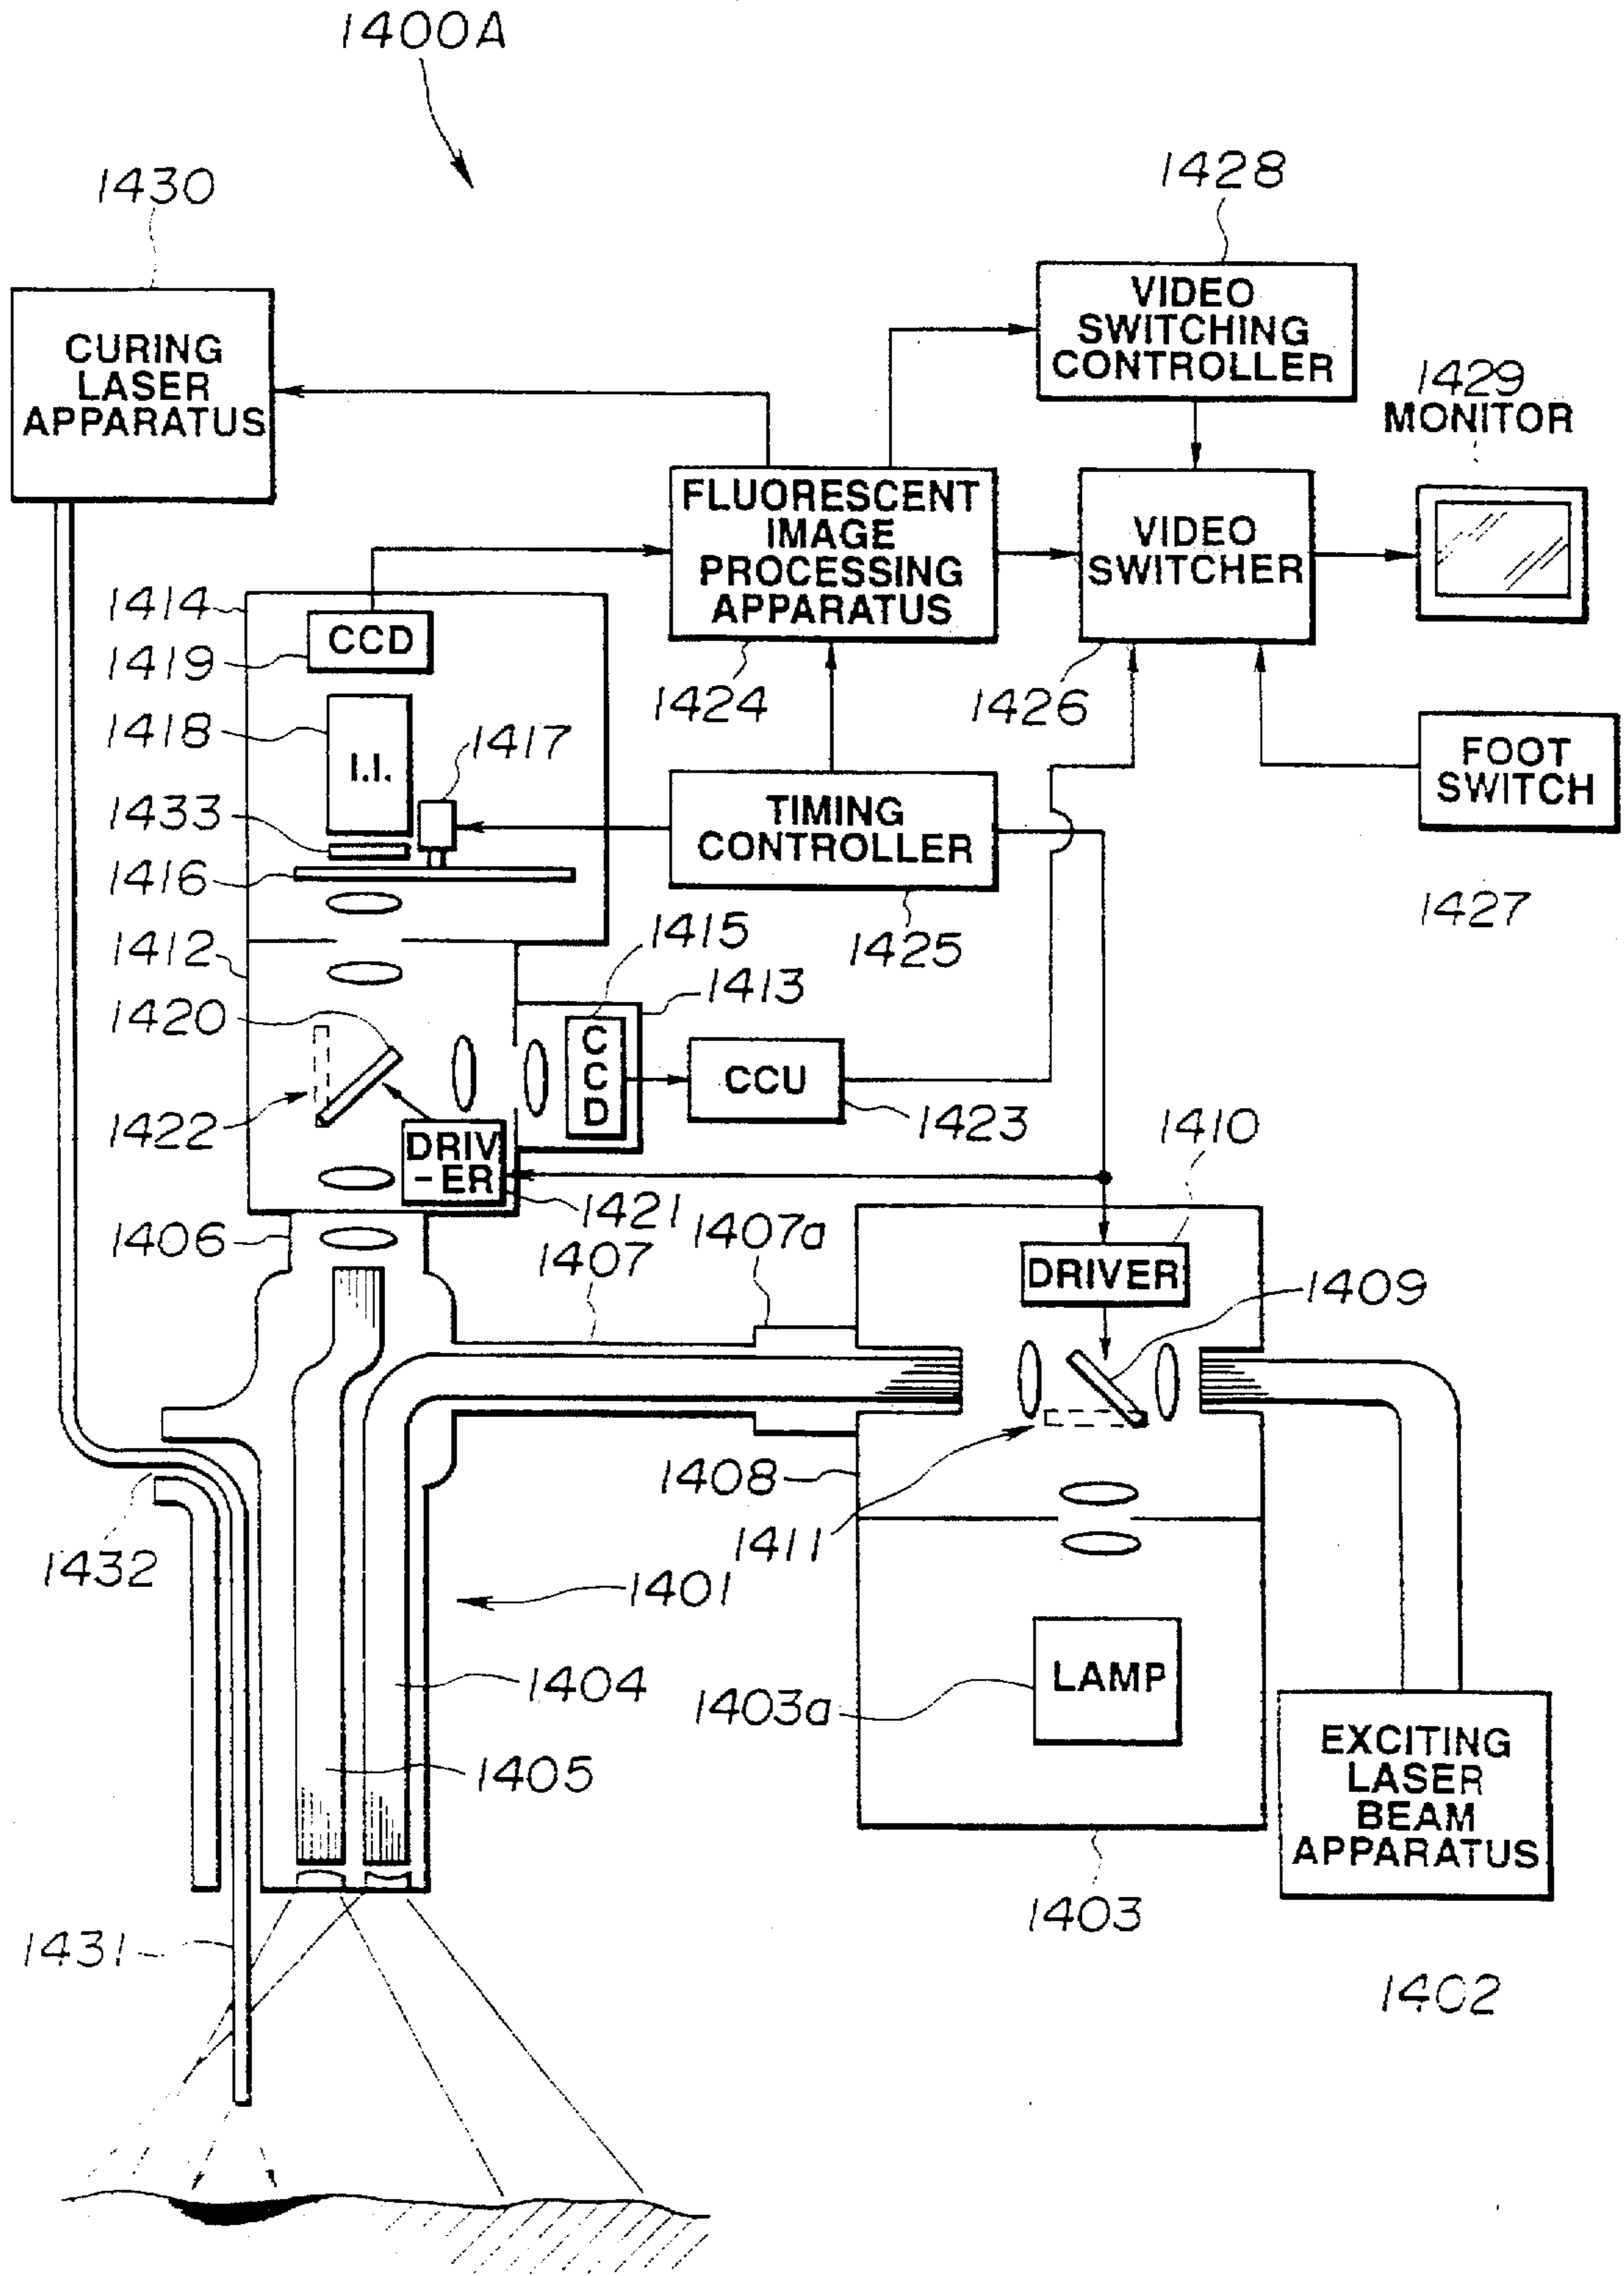 1400A
1430
1428
CURING
LASER
APPARATUS
VIDEO
SWITCHING
CONTROLLER
1429
MONITOR
FLUORESCENT
IMAGE
PROCESSING
APPARATUS
VIDEO
SWITCHER
1414
CCD
1419
1424
1426
1418
I.I.
1417
FOOT
SWITCH
1433
TIMING
CONTROLLER
1416
1427
1412
1415
1425
1413
1420
C
C
D
CCU
1422
1423
1410
DRIV
-ER
1421
1406
1407
1407a
DRIVER
1409
1408
1411
1432
1401
1404
1403a
LAMP
1405
EXCITING
LASER
BEAM
APPARATUS
1403
1431
1402